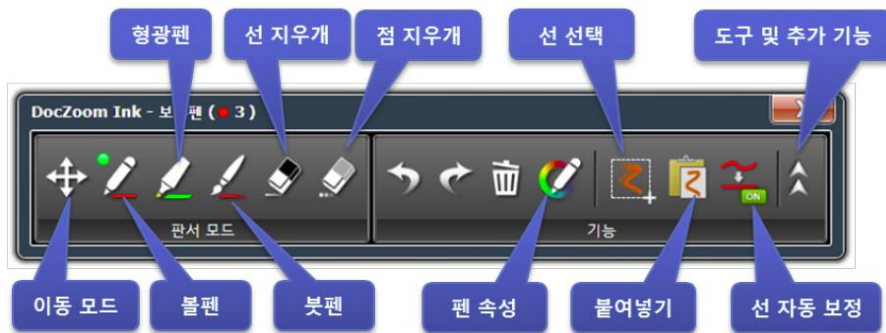 형광펜
선 지우개
점 지우개
선 선택
도구 및 추가 기능
DocZoom Ink - 보 펜 ( 3 )
ON
판서 모드
기능
이동 모드
볼펜
붓펜
펜 속성
붙여넣기
선 자동 보정